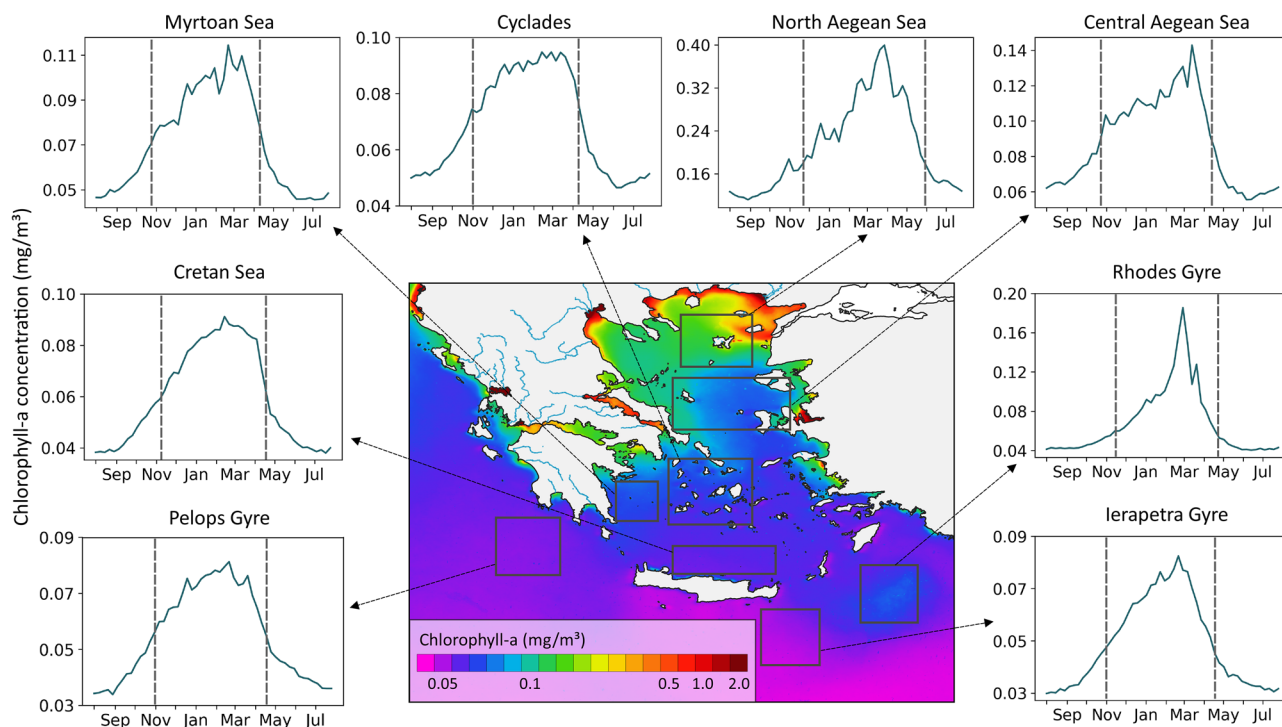 Myrtoan Sea
0.11
0.09
0.07
0.05
Sep Nov Jan Mar May Jul
Cyclades
0.10
0.08
0.06
0.04
Sep Nov Jan Mar May Jul
North Aegean Sea
0.40
0.32
0.24
0.16
Sep Nov Jan Mar May Jul
Central Aegean Sea
0.14
0.12
0.10
0.08
0.06
Sep Nov Jan Mar May Jul
Chlorophyll-a concentration (mg/m³)
Cretan Sea
0.10
0.08
0.06
0.04
Sep Nov Jan Mar May Jul
Rhodes Gyre
0.20
0.16
0.12
0.08
0.04
Sep Nov Jan Mar May Jul
Pelops Gyre
0.09
0.07
0.05
0.03
Sep Nov Jan Mar May Jul
Ierapetra Gyre
0.09
0.07
0.05
0.03
Sep Nov Jan Mar May Jul
Chlorophyll-a (mg/m³)
0.05 0.1 0.5 1.0 2.0